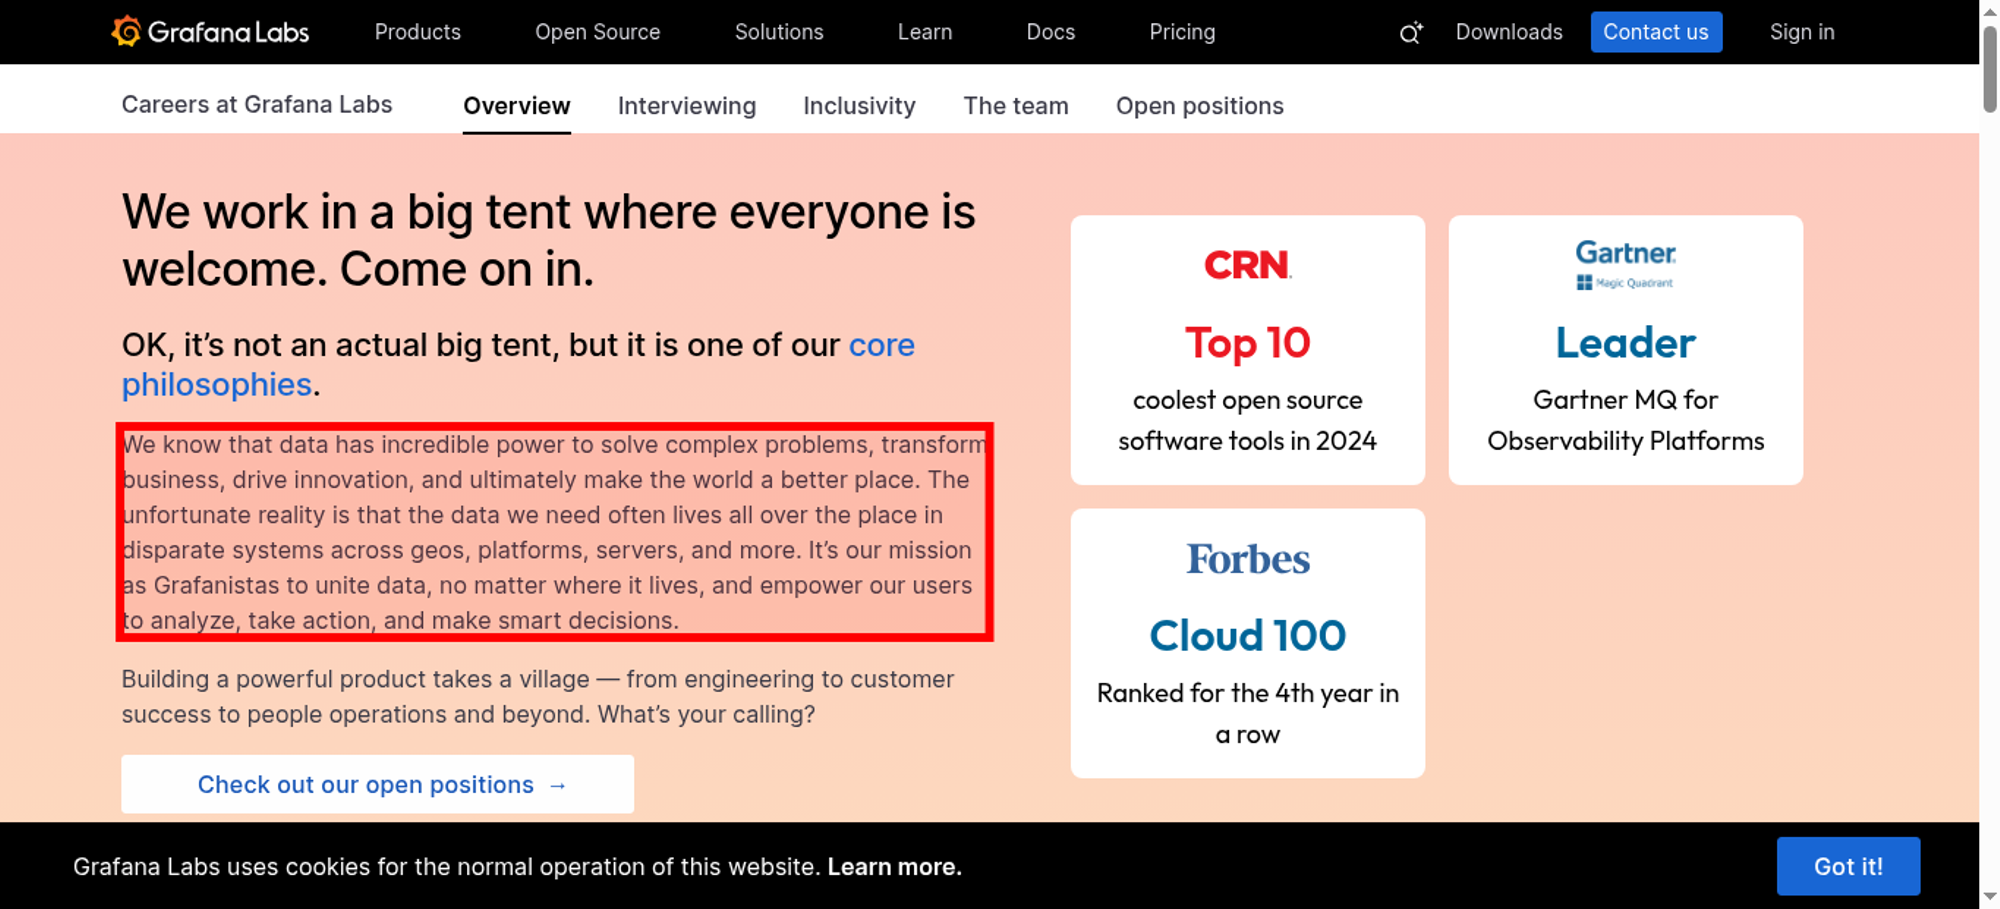 Grafana Labs
Products
Open Source
Solutions
Learn
Docs
Pricing
Downloads
Contact us
Sign in
Careers at Grafana Labs
Overview
Interviewing
Inclusivity
The team
Open positions
We work in a big tent where everyone is
welcome. Come on in.
OK, it’s not an actual big tent, but it is one of our core
philosophies.
We know that data has incredible power to solve complex problems, transform
business, drive innovation, and ultimately make the world a better place. The
unfortunate reality is that the data we need often lives all over the place in
disparate systems across geos, platforms, servers, and more. It’s our mission
as Grafanistas to unite data, no matter where it lives, and empower our users
to analyze, take action, and make smart decisions.
Building a powerful product takes a village — from engineering to customer
success to people operations and beyond. What’s your calling?
Check out our open positions →
CRN.
Top 10
coolest open source
software tools in 2024
Gartner.
Magic Quadrant
Leader
Gartner MQ for
Observability Platforms
Forbes
Cloud 100
Ranked for the 4th year in
a row
Grafana Labs uses cookies for the normal operation of this website. Learn more.
Got it!